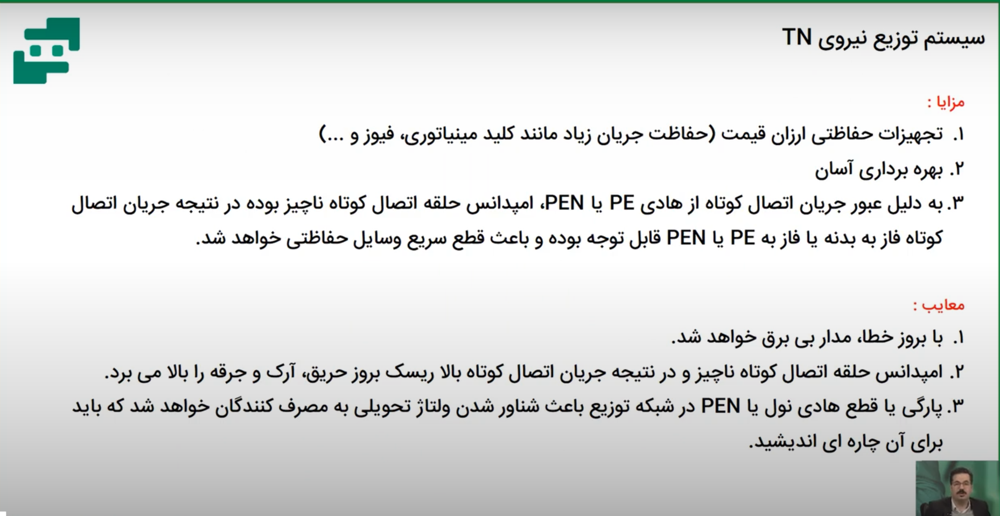 سیستم توزیع نیروی TN
مزایا :
۱. تجهیزات حفاظتی ارزان قیمت (حفاظت جریان زیاد مانند کلید مینیاتوری، فیوز و ...)
۲. بهره برداری آسان
۳. به دلیل عبور جریان اتصال کوتاه از هادی PE یا PEN، امپدانس حلقه اتصال کوتاه ناچیز بوده در نتیجه جریان اتصال
کوتاه فاز به بدنه یا فاز به PE یا PEN قابل توجه بوده و باعث قطع سریع وسایل حفاظتی خواهد شد.
معایب :
۱. با بروز خطا، مدار بی برق خواهد شد.
۲. امپدانس حلقه اتصال کوتاه ناچیز و در نتیجه جریان اتصال کوتاه بالا ریسک بروز حریق، آرک و جرقه را بالا می برد.
۳. پارگی یا قطع هادی نول یا PEN در شبکه توزیع باعث شناور شدن ولتاژ تحویلی به مصرف کنندگان خواهد شد که باید
برای آن چاره ای اندیشید.